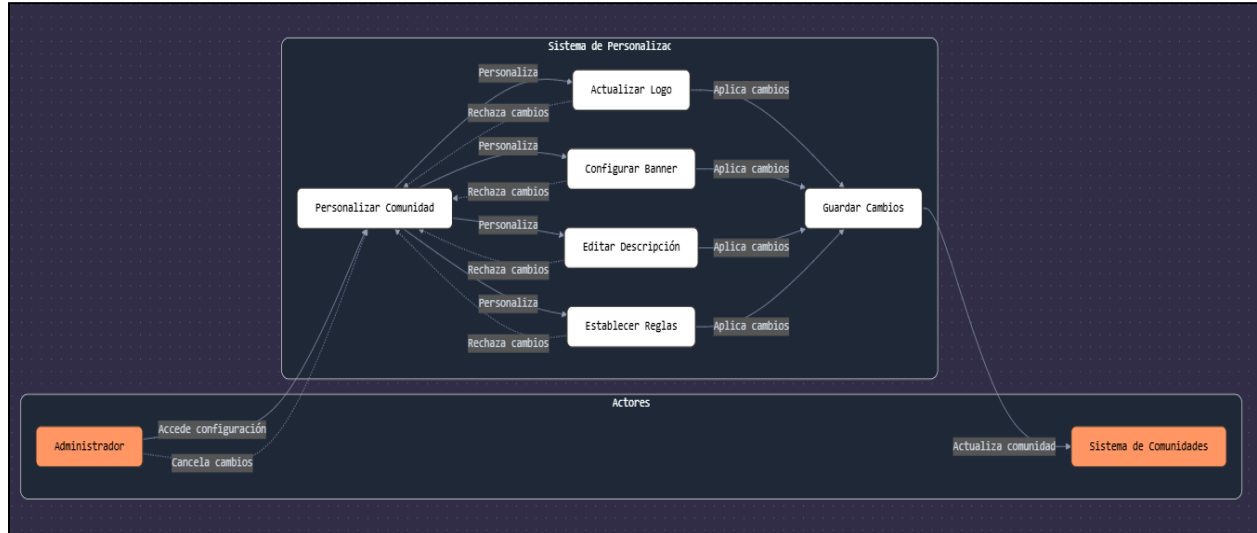 Sistema de Personalizac
Personaliza
Actualizar Logo
Aplica cambios
Rechaza cambios
Personaliza
Configurar Banner
Aplica cambios
Rechaza cambios
Personalizar Comunidad
Guardar Cambios
Personaliza
Editar Descripción
Aplica cambios
Rechaza cambios
Personaliza
Establecer Reglas
Aplica cambios
Rechaza cambios
Actores
Accede configuración
Administrador
Cancela cambios
Actualiza comunidad
Sistema de Comunidades